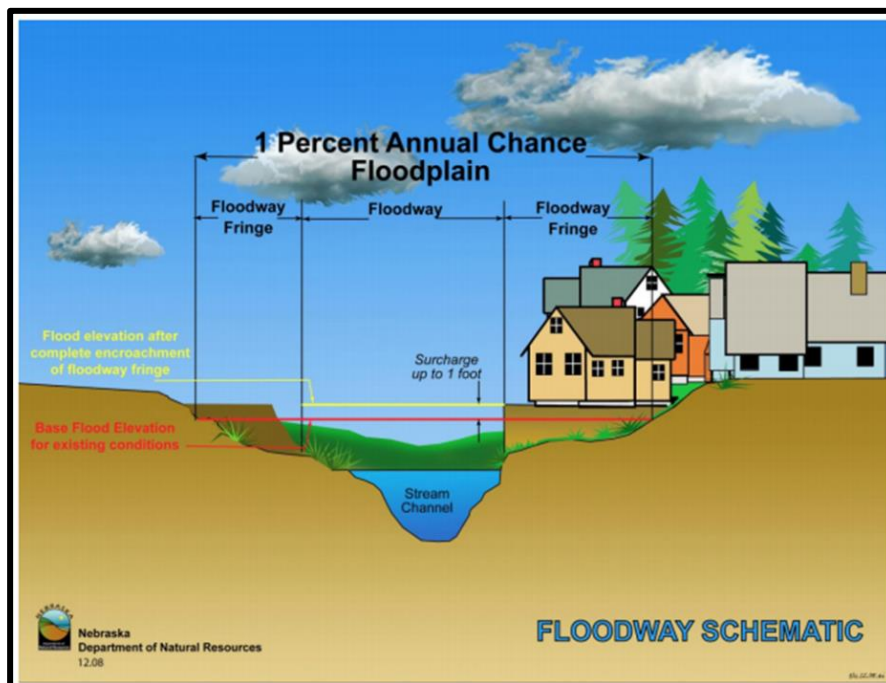 1 Percent Annual Chance
Floodplain
Floodway
Fringe
Floodway
Floodway
Fringe
Flood elevation after
complete encroachment
of floodway fringe
Surcharge
up to 1 foot
Base Flood Elevation
for existing conditions
Stream
Channel
NEBRASKA
Nebraska
Department of Natural Resources
12.08
FLOODWAY SCHEMATIC